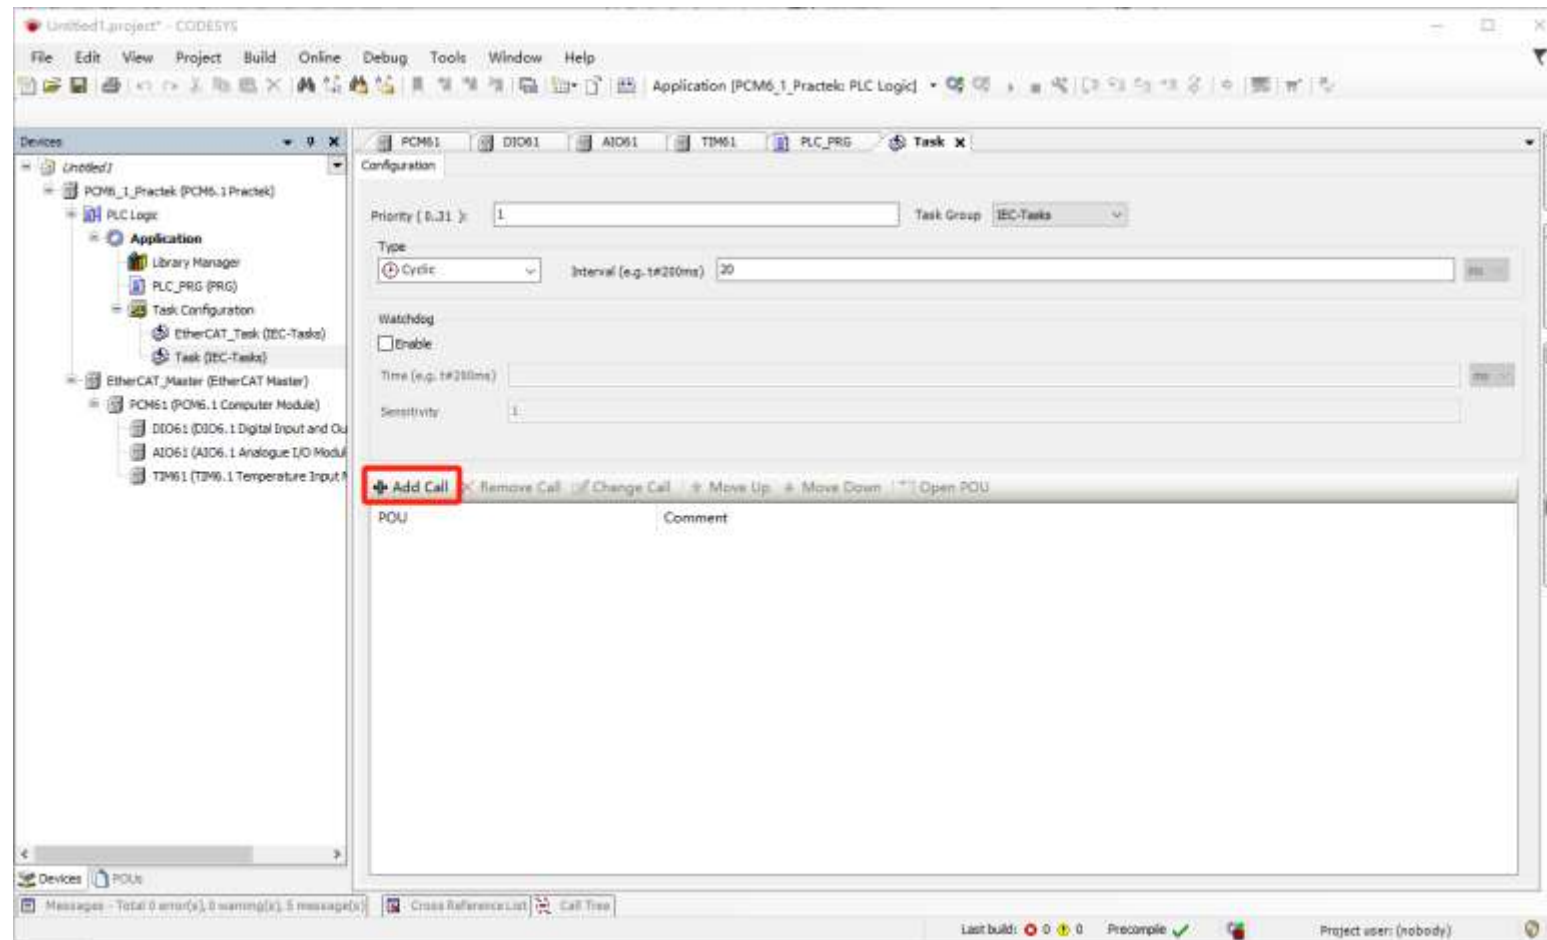 Untitled1.project* - CODESYS
File Edit View Project Build Online Debug Tools Window Help
Application [PCM6_1_Practek: PLC Logic]
Devices
Untitled1
PCM6_1_Practek (PCM6.1 Practek)
PLC Logic
Application
Library Manager
PLC_PRG (PRG)
Task Configuration
EtherCAT_Task (IEC-Tasks)
Task (IEC-Tasks)
EtherCAT_Master (EtherCAT Master)
PCM61 (PCM6.1 Computer Module)
DIO61 (DIO6.1 Digital Input and Ou
AIO61 (AIO6.1 Analogue I/O Modul
TIM61 (TIM6.1 Temperature Input M
Devices POUs
PCM61 DIO61 AIO61 TIM61 PLC_PRG Task
Configuration
Priority ( 0..31 ): 1 Task Group IEC-Tasks
Type
Cyclic Interval (e.g. t#200ms) 20 ms
Watchdog
Enable
Time (e.g. t#200ms) ms
Sensitivity 1
Add Call Remove Call Change Call Move Up Move Down Open POU
POU Comment
Messages - Total 0 error(s), 0 warning(s), 5 message(s) Cross Reference List Call Tree
Last build: 0 0 Precompile Project user: (nobody)